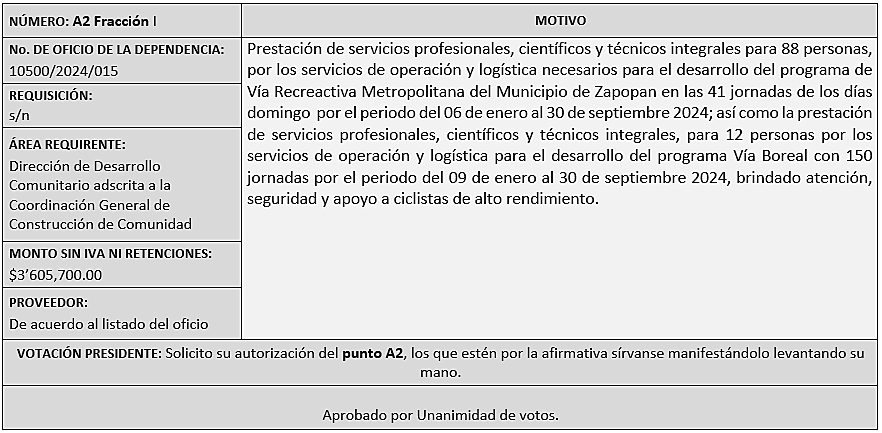 NÚMERO: A2 Fracción I
MOTIVO
No. DE OFICIO DE LA DEPENDENCIA:
10500/2024/015
REQUISICIÓN:
s/n
ÁREA REQUIRENTE:
Dirección de Desarrollo
Comunitario adscrita a la
Coordinación General de
Construcción de Comunidad
MONTO SIN IVA NI RETENCIONES:
$3’605,700.00
PROVEEDOR:
De acuerdo al listado del oficio
Prestación de servicios profesionales, científicos y técnicos integrales para 88 personas,
por los servicios de operación y logística necesarios para el desarrollo del programa de
Vía Recreactiva Metropolitana del Municipio de Zapopan en las 41 jornadas de los días
domingo por el periodo del 06 de enero al 30 de septiembre 2024; así como la prestación
de servicios profesionales, científicos y técnicos integrales, para 12 personas por los
servicios de operación y logística para el desarrollo del programa Vía Boreal con 150
jornadas por el periodo del 09 de enero al 30 de septiembre 2024, brindado atención,
seguridad y apoyo a ciclistas de alto rendimiento.
VOTACIÓN PRESIDENTE: Solicito su autorización del punto A2, los que estén por la afirmativa sírvanse manifestándolo levantando su
mano.
Aprobado por Unanimidad de votos.